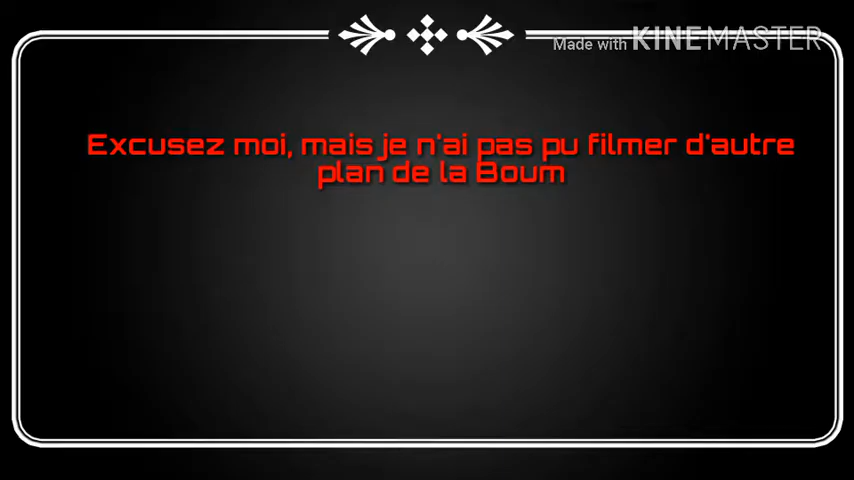 Made with KINEMASTER
Excusez moi, mais je n'ai pas pu filmer d'autre
plan de la Boum